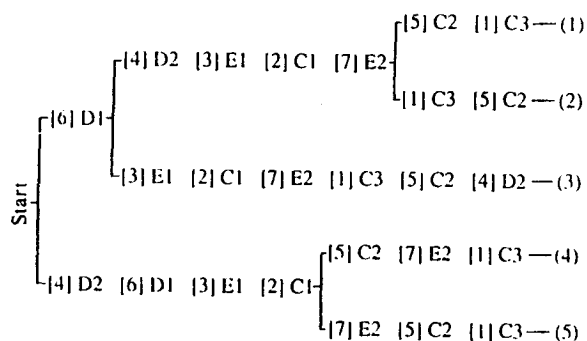 [5] C2 [1] C3 — (1)
[4] D2 [3] E1 [2] C1 [7] E2
[1] C3 [5] C2 — (2)
[6] D1
[3] E1 [2] C1 [7] E2 [1] C3 [5] C2 [4] D2 — (3)
Start
[5] C2 [7] E2 [1] C3 — (4)
[4] D2 [6] D1 [3] E1 [2] C1
[7] E2 [5] C2 [1] C3 — (5)